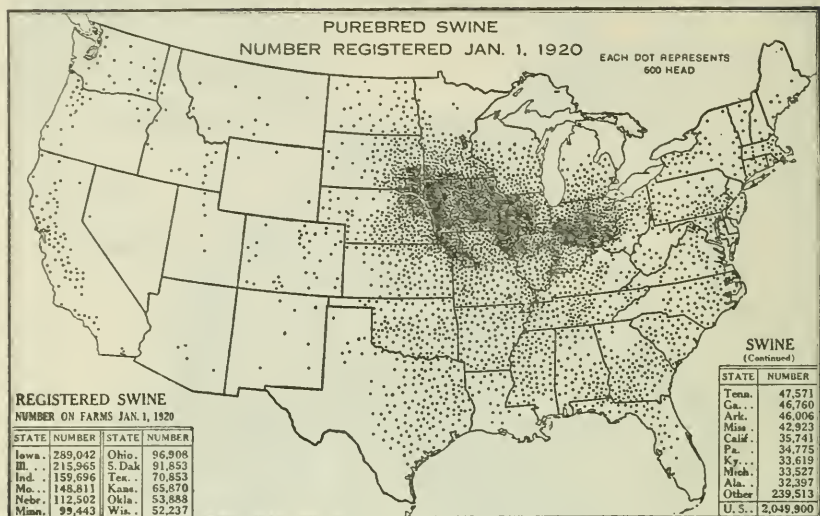 PUREBRED SWINE
NUMBER REGISTERED JAN. 1, 1920
EACH DOT REPRESENTS
600 HEAD
REGISTERED SWINE
NUMBER ON FARMS JAN. 1, 1920
STATE NUMBER STATE NUMBER
Iowa. 289,042 Ohio. 96,908
Ill... 215,965 S. Dak 91,853
Ind. 159,696 Tex.. 70,853
Mo... 148,811 Kans. 65,870
Nebr. 112,502 Okla. 53,888
Minn. 99,443 Wis.. 52,237
SWINE
(Continued)
STATE NUMBER
Tenn. 47,571
Ga... 46,760
Ark. 46,006
Miss. 42,923
Calif. 35,741
Pa... 34,775
Ky... 33,619
Mich. 33,527
Ala.. 32,397
Other 239,513
U. S.. 2,049,900